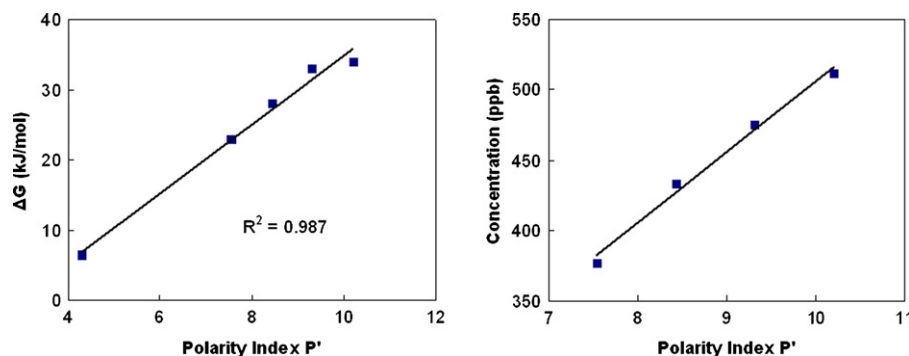 40
30
20
10
0
ΔG (kJ/mol)
R² = 0.987
4 6 8 10 12
Polarity Index P'
550
500
450
400
350
Concentration (ppb)
7 8 9 10 11
Polarity Index P'